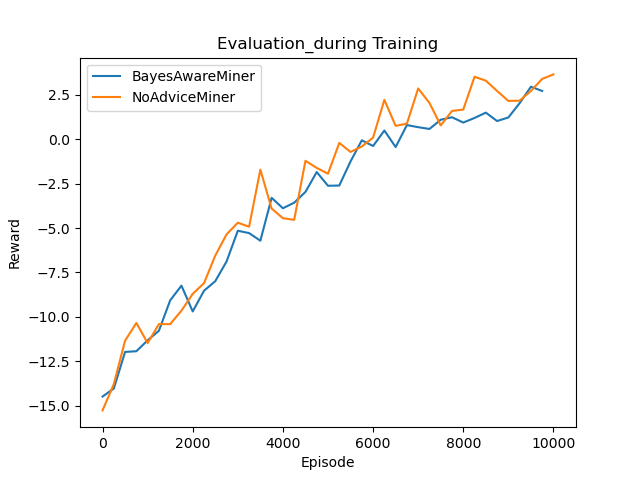 Evaluation_during Training
BayesAwareMiner
NoAdviceMiner
Reward
2.5
0.0
−2.5
−5.0
−7.5
−10.0
−12.5
−15.0
0 2000 4000 6000 8000 10000
Episode